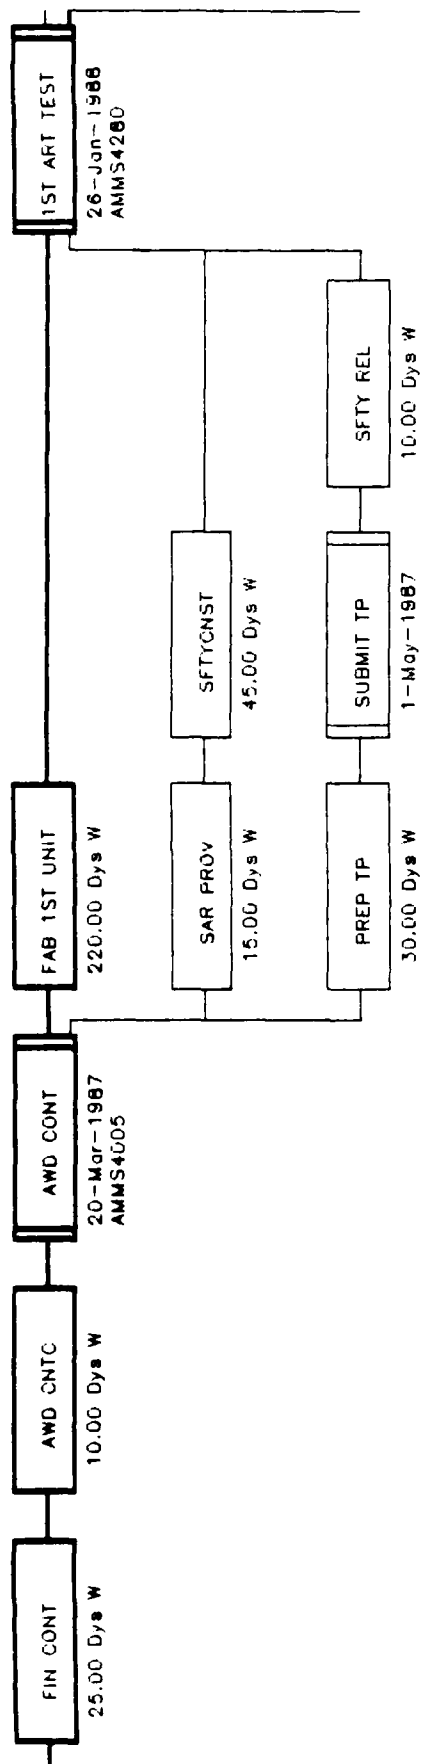 FIN CONT
25.00 Dys W
AWD CNTC
10.00 Dys W
AWD CONT
20-Mar-1987
AMMS4005
FAB 1ST UNIT
220.00 Dys W
1ST ART TEST
26-Jan-1988
AMMS4260
SAR PROV
15.00 Dys W
SFTYCNST
45.00 Dys W
PREP TP
30.00 Dys W
SUBMIT TP
1-May-1987
SFTY REL
10.00 Dys W